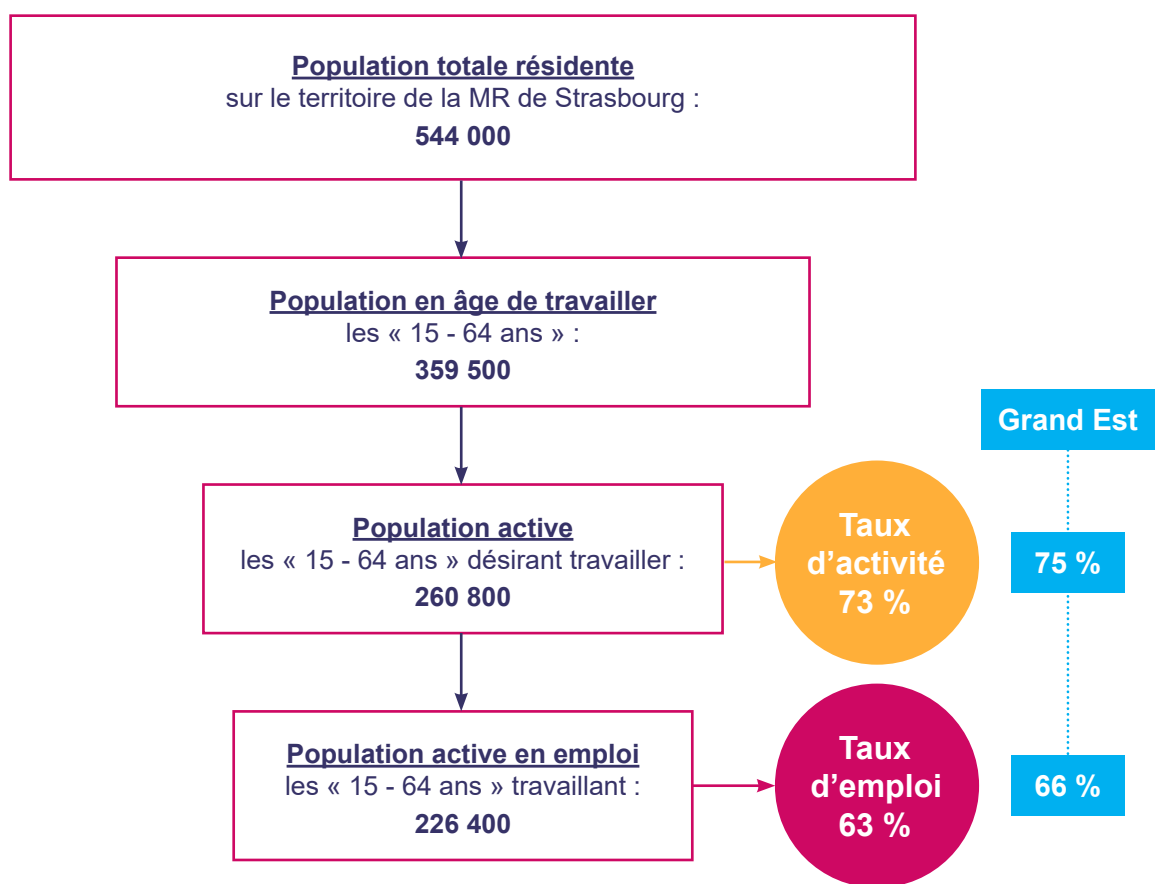 Population totale résidente
sur le territoire de la MR de Strasbourg :
544 000
Population en âge de travailler
les « 15 - 64 ans » :
359 500
Grand Est
Population active
les « 15 - 64 ans » désirant travailler :
260 800
Taux
d’activité
73 %
75 %
Population active en emploi
les « 15 - 64 ans » travaillant :
226 400
Taux
d’emploi
63 %
66 %